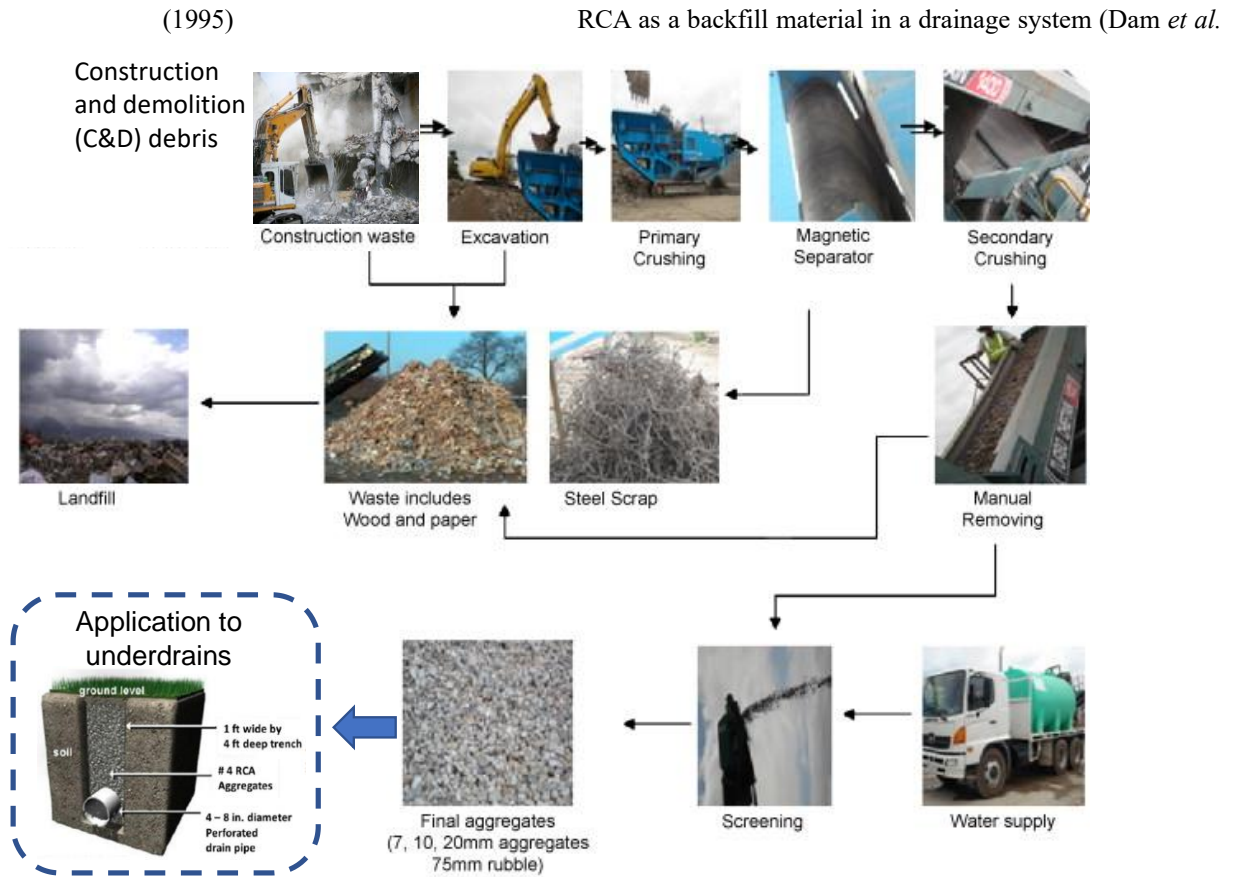 (1995)
RCA as a backfill material in a drainage system (Dam et al.
Construction
and demolition
(C&D) debris
Construction waste
Excavation
Primary
Crushing
Magnetic
Separator
Secondary
Crushing
Landfill
Waste includes
Wood and paper
Steel Scrap
Manual
Removing
Application to
underdrains
ground level
soil
1 ft wide by
4 ft deep trench
# 4 RCA
Aggregates
4 – 8 in. diameter
Perforated
drain pipe
Final aggregates
(7, 10, 20mm aggregates
75mm rubble)
Screening
Water supply